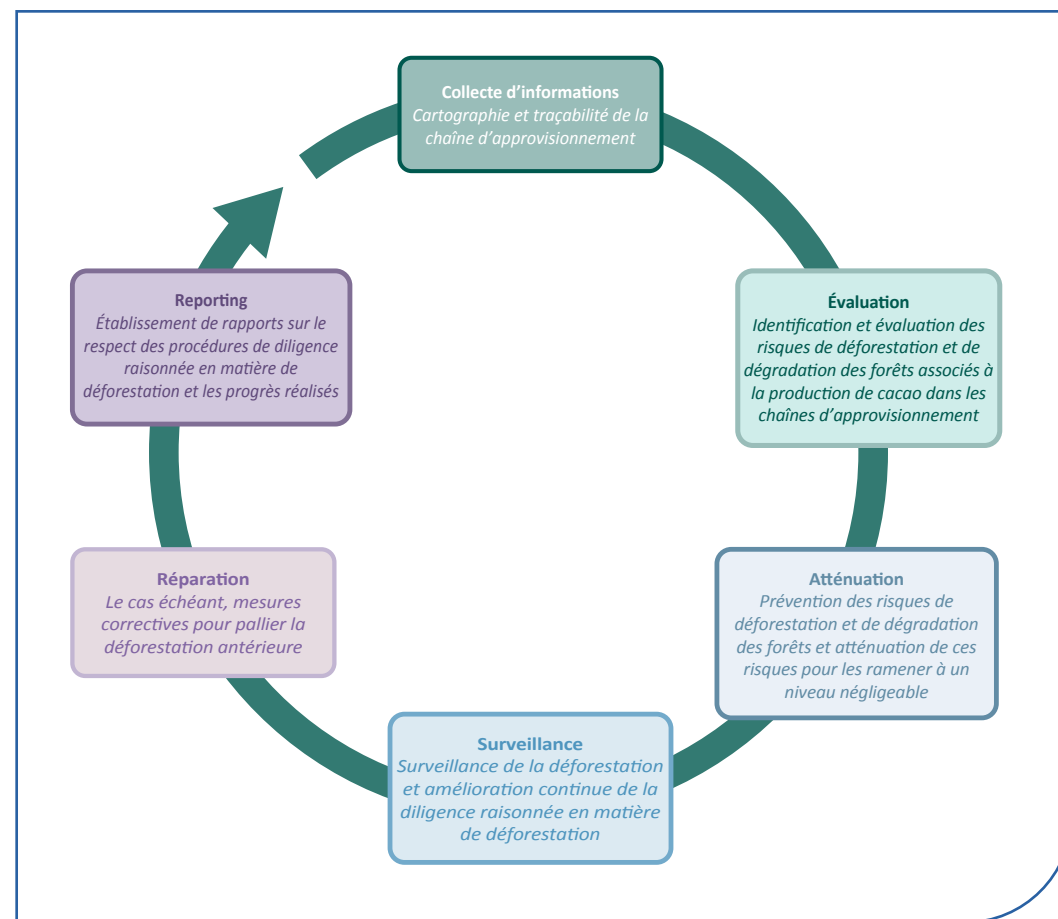 Collecte d'informations
Cartographie et traçabilité de la
chaîne d'approvisionnement
Évaluation
Identification et évaluation des
risques de déforestation et de
dégradation des forêts associés à
la production de cacao dans les
chaînes d'approvisionnement
Atténuation
Prévention des risques de
déforestation et de dégradation
des forêts et atténuation de ces
risques pour les ramener à un
niveau négligeable
Surveillance
Surveillance de la déforestation
et amélioration continue de la
diligence raisonnée en matière
de déforestation
Réparation
Le cas échéant, mesures
correctives pour pallier la
déforestation antérieure
Reporting
Établissement de rapports sur le
respect des procédures de diligence
raisonnée en matière de
déforestation et les progrès réalisés